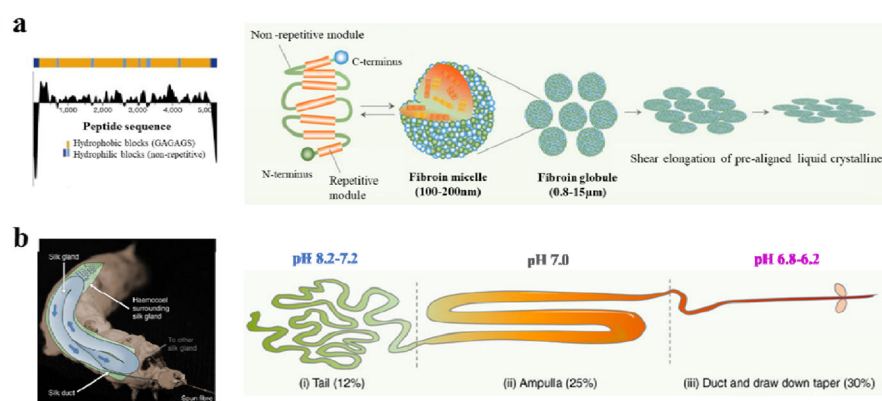 a
1,000 2,000 3,000 4,000 5,0
Peptide sequence
Hydrophobic blocks (GAGAGS)
Hydrophilic blocks (non-repetitive)
Non -repetitive module
C-terminus
N-terminus
Repetitive
module
Fibroin micelle
(100-200nm)
Fibroin globule
(0.8-15μm)
Shear elongation of pre-aligned liquid crystalline
b
Silk gland
Haemocoel
surrounding
silk gland
To other
silk gland
Silk duct
Spun fibre
pH 8.2-7.2
pH 7.0
pH 6.8-6.2
(i) Tail (12%)
(ii) Ampulla (25%)
(iii) Duct and draw down taper (30%)